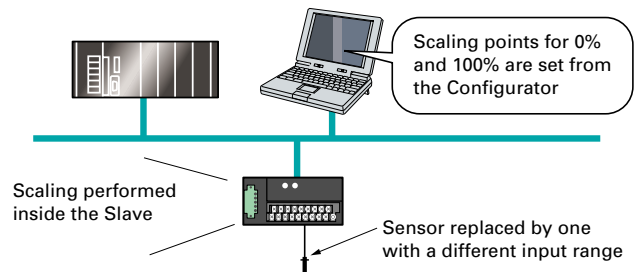 Scaling points for 0%
and 100% are set from
the Configurator
Scaling performed
inside the Slave
Sensor replaced by one
with a different input range